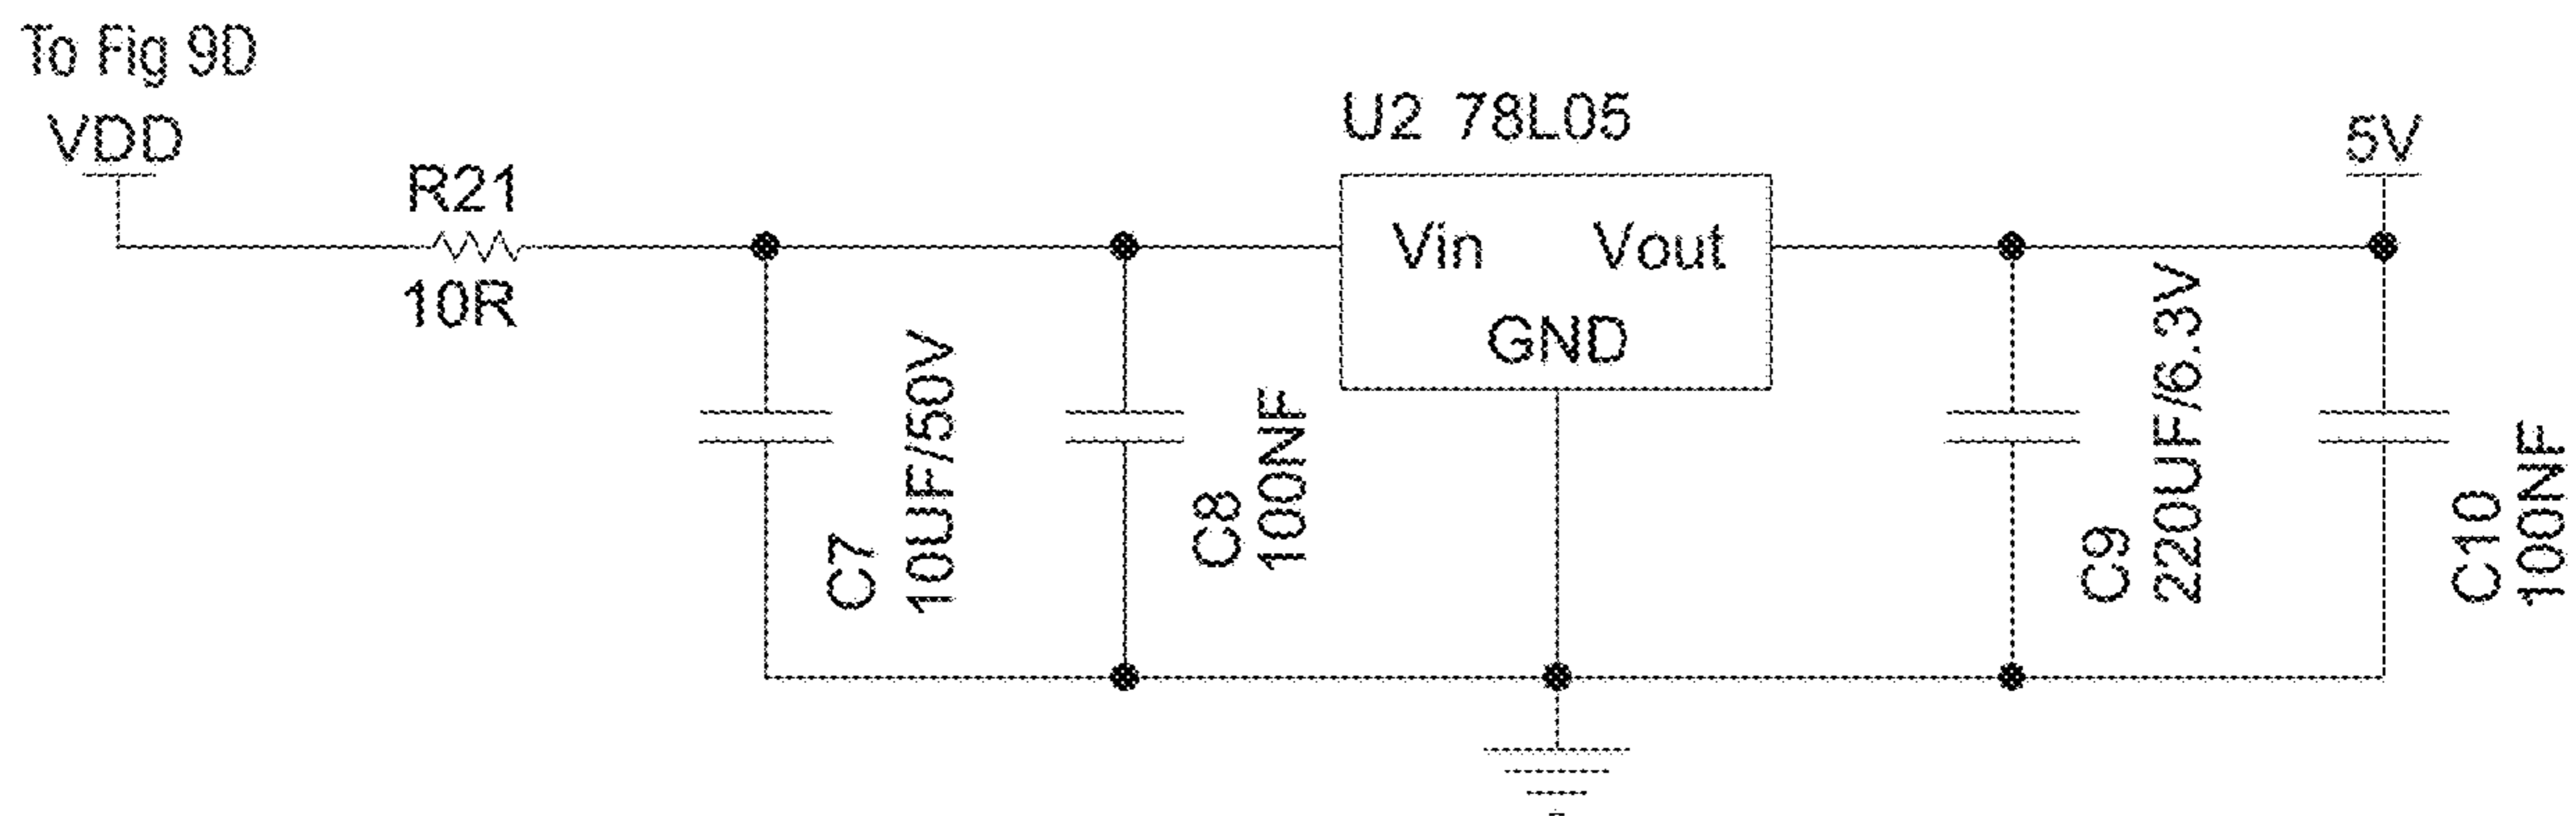 To Fig 9D
VDD
R21
10R
U2 78L05
Vin Vout
GND
5V
C7
10UF/50V
C8
100NF
C9
220UF/6.3V
C10
100NF